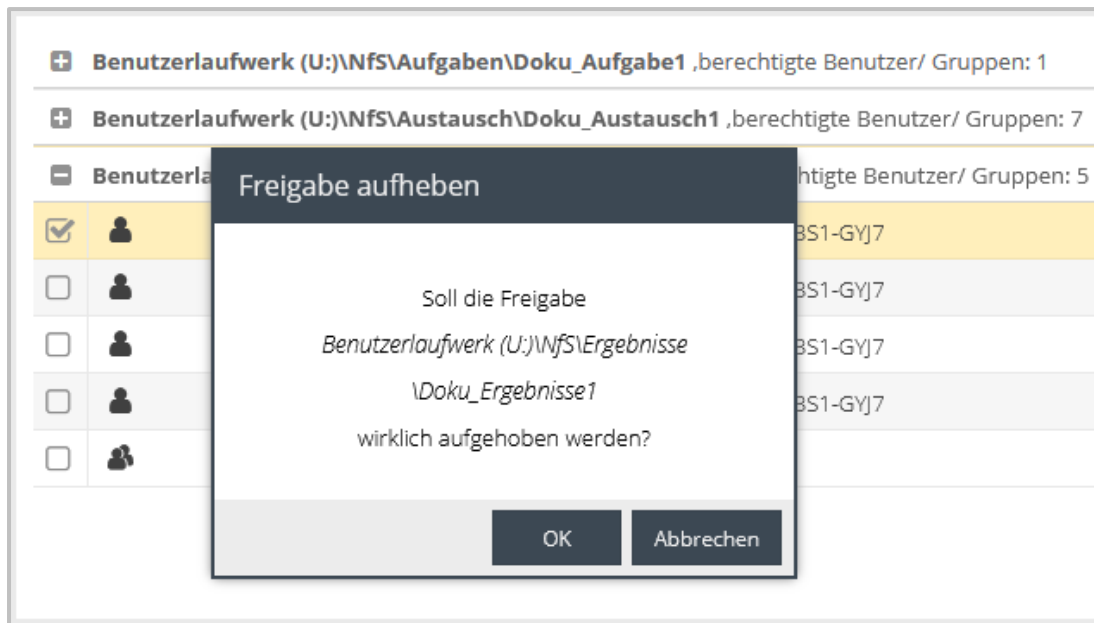 Benutzerlaufwerk (U:)\NfS\Aufgaben\Doku_Aufgabe1 ,berechtigte Benutzer/ Gruppen: 1
Benutzerlaufwerk (U:)\NfS\Austausch\Doku_Austausch1 ,berechtigte Benutzer/ Gruppen: 7
Benutzerla htigte Benutzer/ Gruppen: 5
Freigabe aufheben
BS1-GYJ7
BS1-GYJ7
BS1-GYJ7
BS1-GYJ7
Soll die Freigabe
Benutzerlaufwerk (U:)\NfS\Ergebnisse
\Doku_Ergebnisse1
wirklich aufgehoben werden?
OK Abbrechen